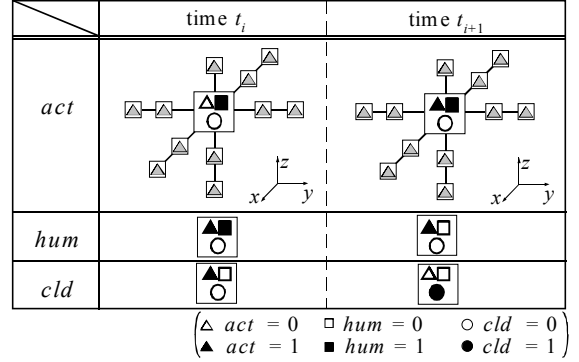 time t_i time t_{i+1}
act
z
x y
z
x y
hum
cld
△ act = 0 □ hum = 0 ○ cld = 0
▲ act = 1 ■ hum = 1 ● cld = 1